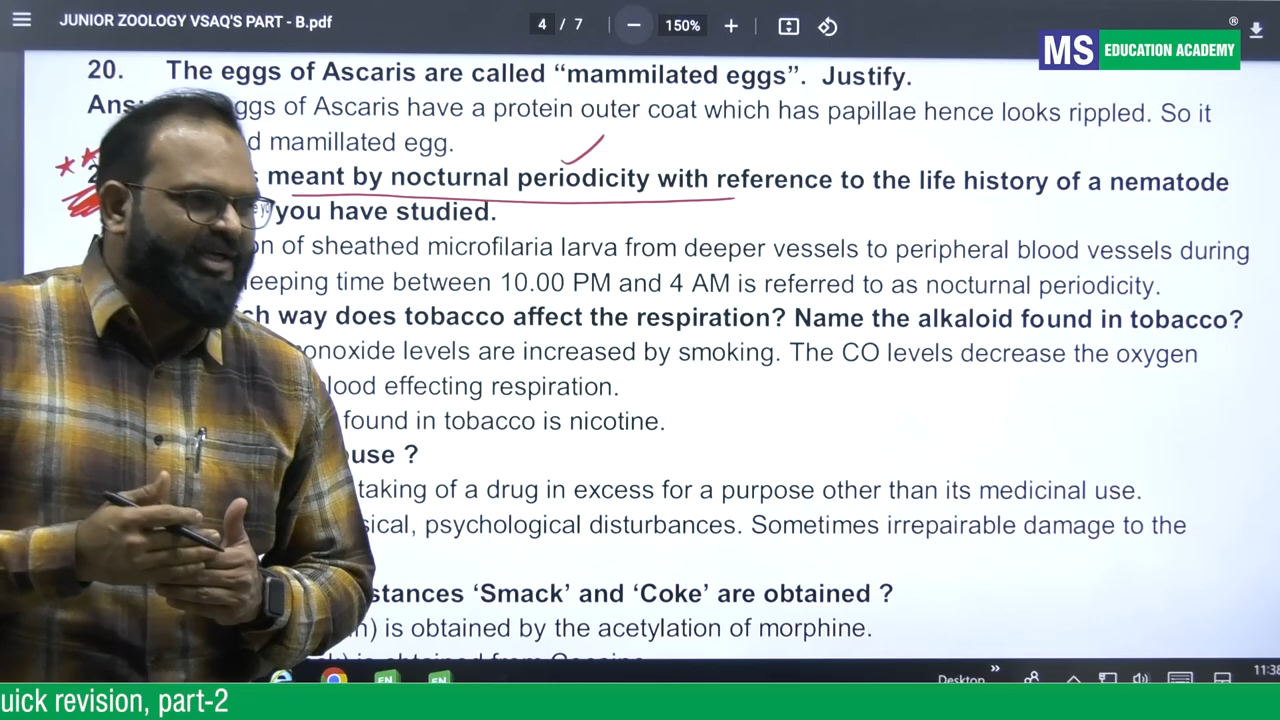 JUNIOR ZOOLOGY VSAQ'S PART - B.pdf
4 / 7
150%
®
MS EDUCATION ACADEMY
20. The eggs of Ascaris are called “mammilated eggs”. Justify.
Ans: ggs of Ascaris have a protein outer coat which has papillae hence looks rippled. So it
d mamillated egg.
meant by nocturnal periodicity with reference to the life history of a nematode
you have studied.
on of sheathed microfilaria larva from deeper vessels to peripheral blood vessels during
leeping time between 10.00 PM and 4 AM is referred to as nocturnal periodicity.
ch way does tobacco affect the respiration? Name the alkaloid found in tobacco?
onoxide levels are increased by smoking. The CO levels decrease the oxygen
lood effecting respiration.
found in tobacco is nicotine.
use ?
taking of a drug in excess for a purpose other than its medicinal use.
sical, psychological disturbances. Sometimes irrepairable damage to the
stances ‘Smack’ and ‘Coke’ are obtained ?
n) is obtained by the acetylation of morphine.
is obtained from Cocaine
Desktop
11:38
uick revision, part-2